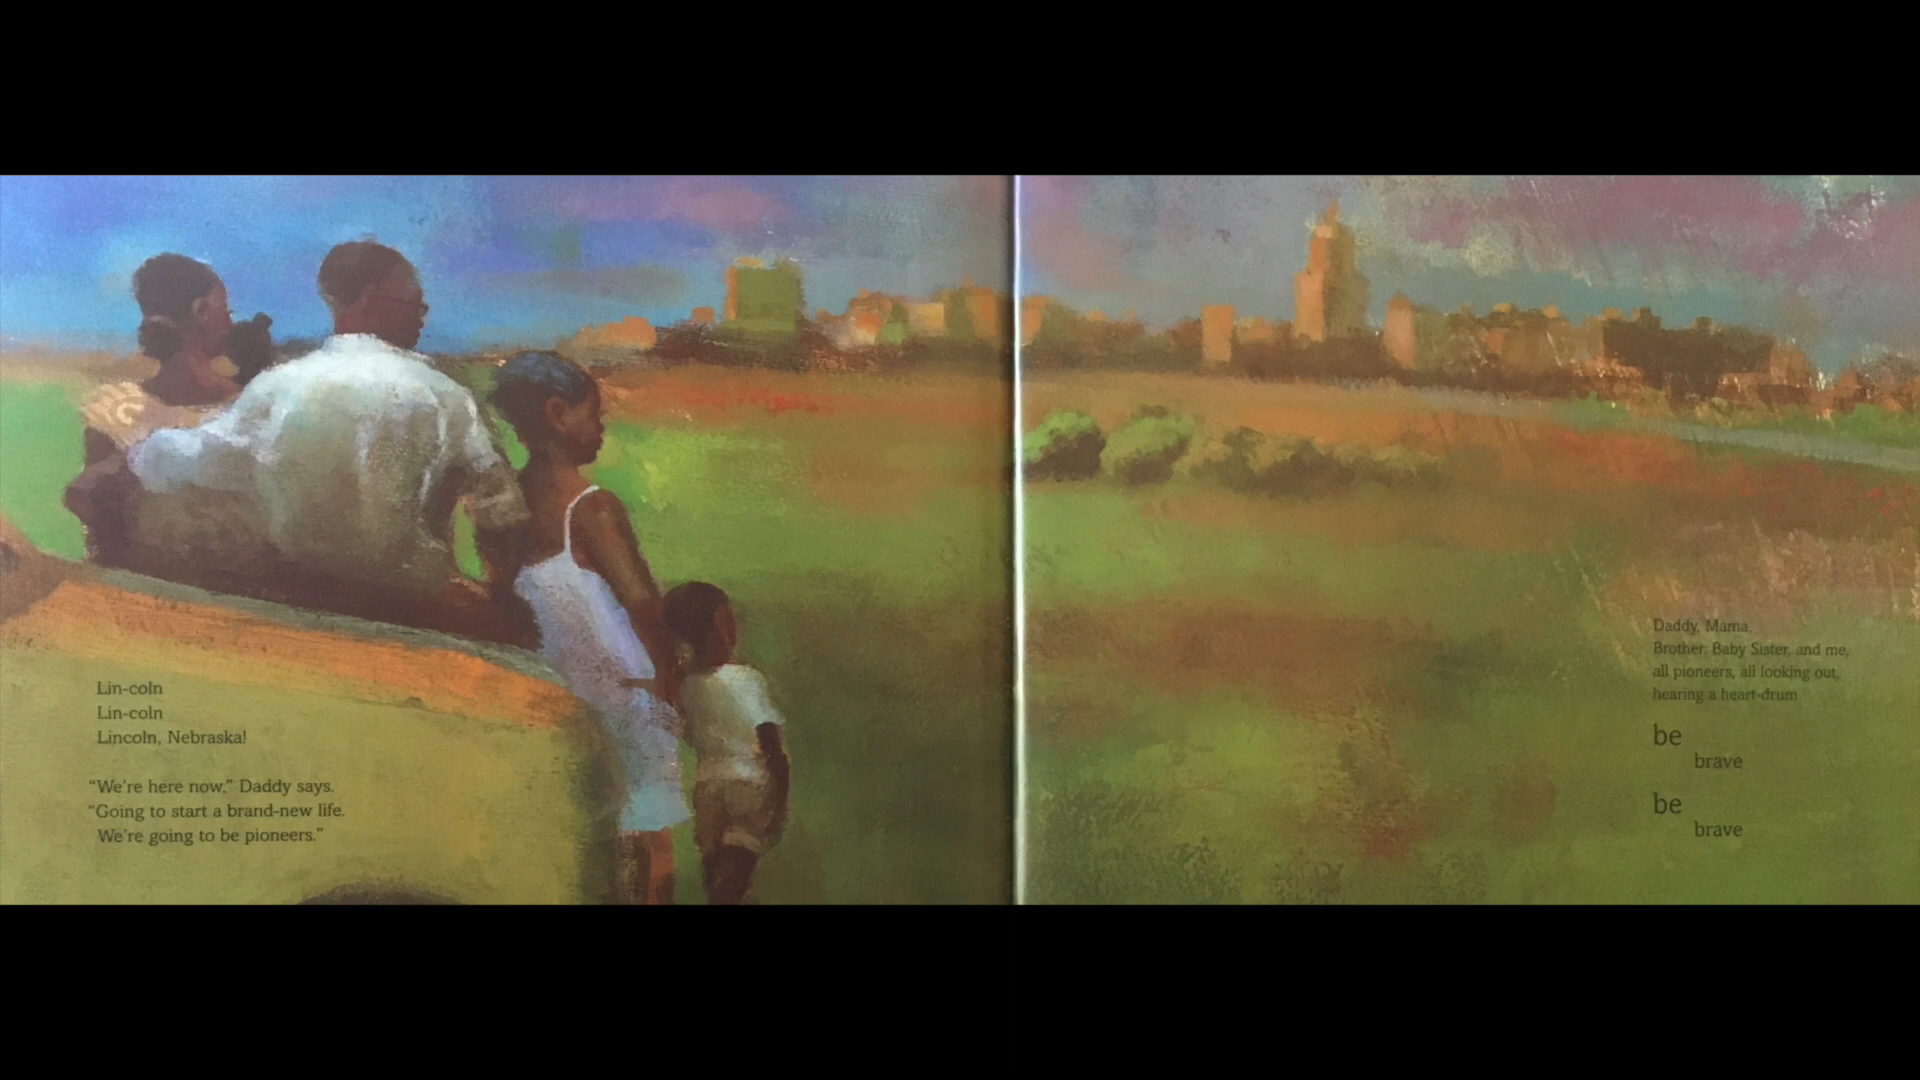 Lin-coln
Lin-coln
Lincoln, Nebraska!
“We’re here now,” Daddy says.
“Going to start a brand-new life.
We’re going to be pioneers.”
Daddy, Mama,
Brother, Baby Sister, and me,
all pioneers, all looking out,
hearing a heart-drum
be
brave
be
brave